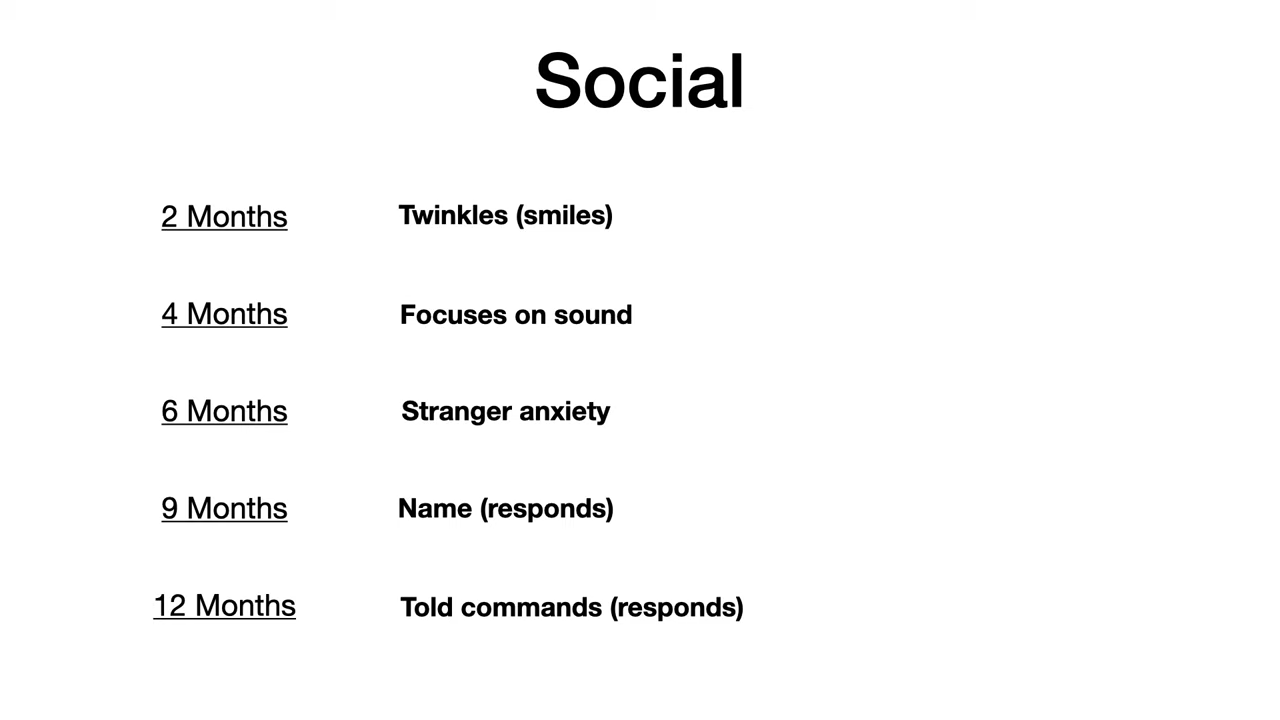 Social
2 Months Twinkles (smiles)
4 Months Focuses on sound
6 Months Stranger anxiety
9 Months Name (responds)
12 Months Told commands (responds)